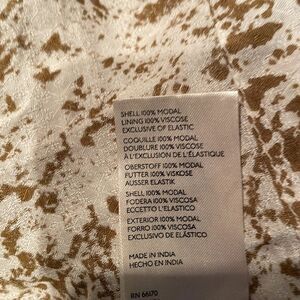 SHELL 100% MODAL
LINING 100% VISCOSE
EXCLUSIVE OF ELASTIC
COQUILLE 100% MODAL
DOUBLURE 100% VISCOSE
À L'EXCLUSION DE L'ÉLASTIQUE
OBERSTOFF 100% MODAL
FUTTER 100% VISKOSE
AUSSER ELASTIK
SHELL 100% MODAL
FODERA 100% VISCOSA
ECCETTO L'ELASTICO
EXTERIOR 100% MODAL
FORRO 100% VISCOSA
EXCLUSIVO DE ELÁSTICO
MADE IN INDIA
HECHO EN INDIA
RN 66170